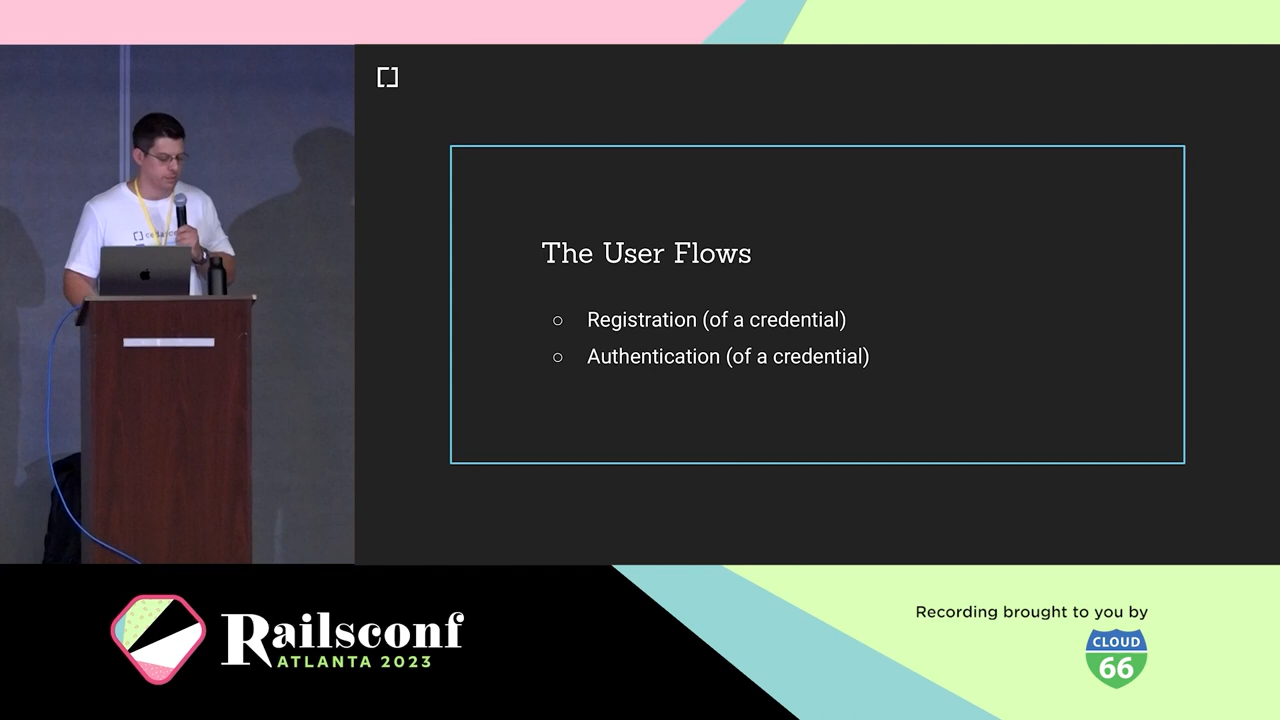 The User Flows
○ Registration (of a credential)
○ Authentication (of a credential)
Railsconf
ATLANTA 2023
Recording brought to you by
CLOUD
66